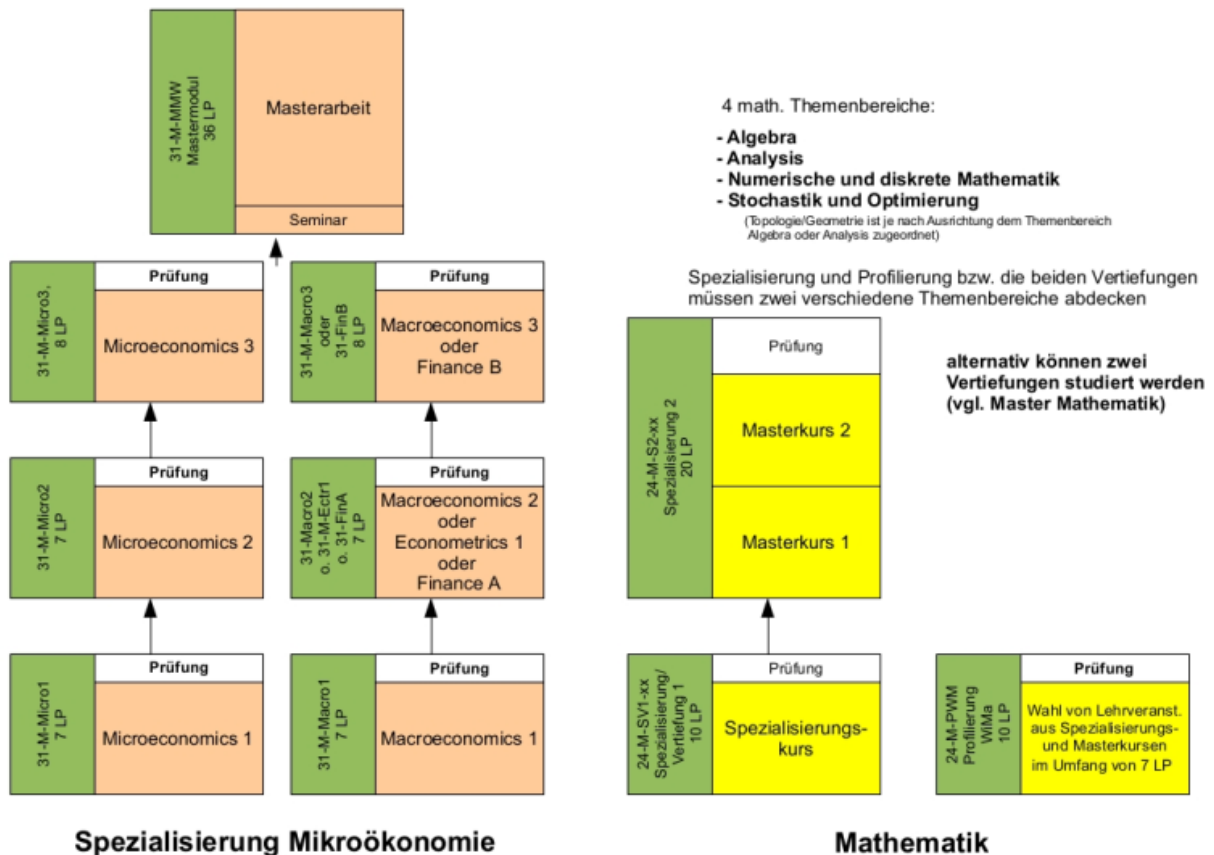 31-M-MMW
Mastermodul
36 LP
Masterarbeit
Seminar
31-M-Micro3,
8 LP
Prüfung
Microeconomics 3
31-M-Macro3
oder
31-FinB
8 LP
Prüfung
Macroeconomics 3
oder
Finance B
31-M-Micro2
7 LP
Prüfung
Microeconomics 2
31-Macro2
o. 31-M-Ectr1
o. 31-FinA
7 LP
Prüfung
Macroeconomics 2
oder
Econometrics 1
oder
Finance A
31-M-Micro1
7 LP
Prüfung
Microeconomics 1
31-M-Macro1
7 LP
Prüfung
Macroeconomics 1
Spezialisierung Mikroökonomie
4 math. Themenbereiche:
- Algebra
- Analysis
- Numerische und diskrete Mathematik
- Stochastik und Optimierung
(Topologie/Geometrie ist je nach Ausrichtung dem Themenbereich
Algebra oder Analysis zugeordnet)
Spezialisierung und Profilierung bzw. die beiden Vertiefungen
müssen zwei verschiedene Themenbereiche abdecken
24-M-S2-xx
Spezialisierung 2
20 LP
Prüfung
Masterkurs 2
Masterkurs 1
alternativ können zwei
Vertiefungen studiert werden
(vgl. Master Mathematik)
24-M-SV1-xx
Spezialisierung/
Vertiefung 1
10 LP
Prüfung
Spezialisierungs-
kurs
24-M-PWM
Profilierung
WiMa
10 LP
Prüfung
Wahl von Lehrveranst.
aus Spezialisierungs-
und Masterkursen
im Umfang von 7 LP
Mathematik